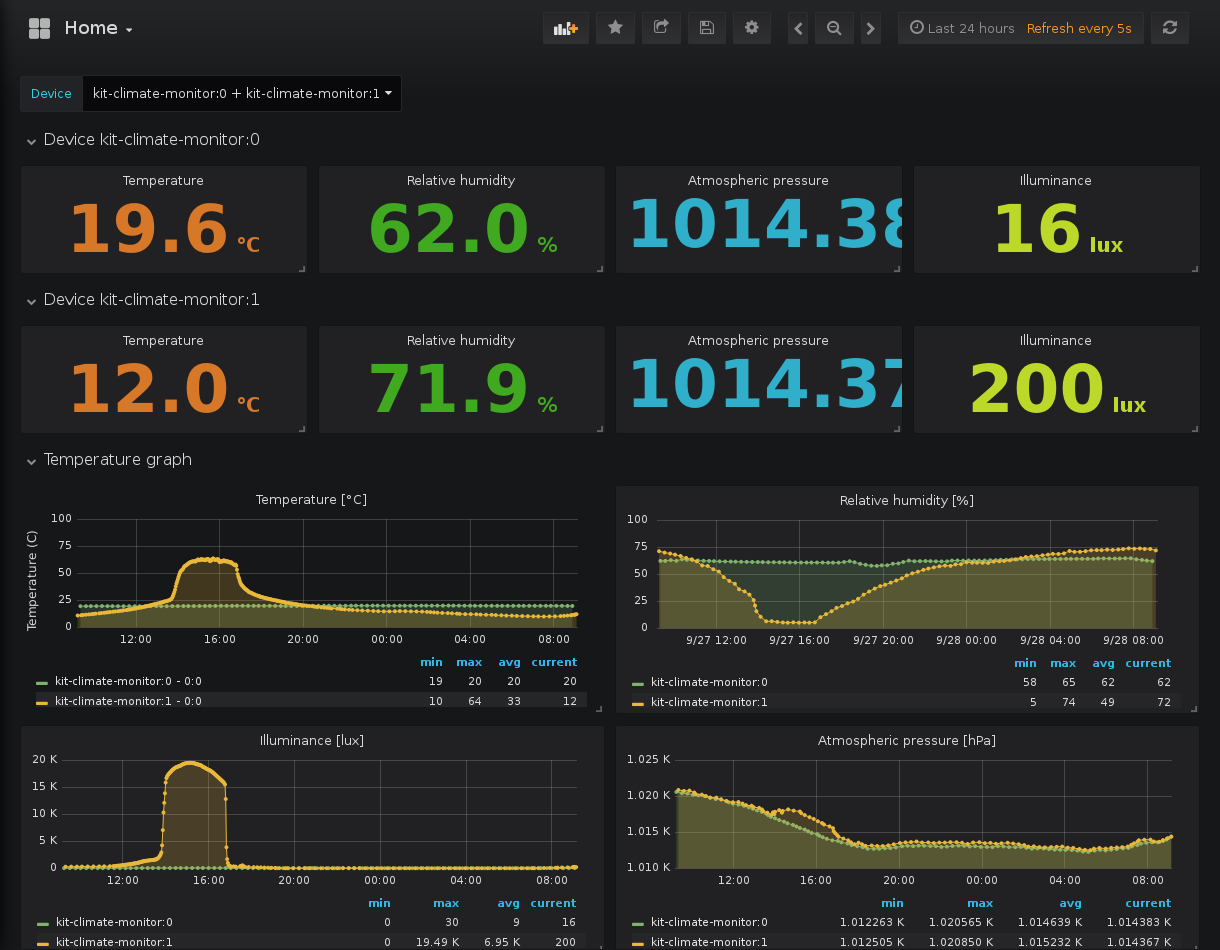 Home
Last 24 hours Refresh every 5s
Device kit-climate-monitor:0 + kit-climate-monitor:1
Device kit-climate-monitor:0
Temperature Relative humidity Atmospheric pressure Illuminance
19.6 °C 62.0 % 1014.38 16 lux
Device kit-climate-monitor:1
Temperature Relative humidity Atmospheric pressure Illuminance
12.0 °C 71.9 % 1014.37 200 lux
Temperature graph
Temperature [°C]
Temperature (C)
100
75
50
25
0
12:00 16:00 20:00 00:00 04:00 08:00
min max avg current
kit-climate-monitor:0 - 0:0 19 20 20 20
kit-climate-monitor:1 - 0:0 10 64 33 12
Relative humidity [%]
100
75
50
25
0
9/27 12:00 9/27 16:00 9/27 20:00 9/28 00:00 9/28 04:00 9/28 08:00
min max avg current
kit-climate-monitor:0 58 65 62 62
kit-climate-monitor:1 5 74 49 72
Illuminance [lux]
20 K
15 K
10 K
5 K
0
12:00 16:00 20:00 00:00 04:00 08:00
min max avg current
kit-climate-monitor:0 0 30 9 16
kit-climate-monitor:1 0 19.49 K 6.95 K 200
Atmospheric pressure [hPa]
1.025 K
1.020 K
1.015 K
1.010 K
12:00 16:00 20:00 00:00 04:00 08:00
min max avg current
kit-climate-monitor:0 1.012263 K 1.020565 K 1.014639 K 1.014383 K
kit-climate-monitor:1 1.012505 K 1.020850 K 1.015232 K 1.014367 K